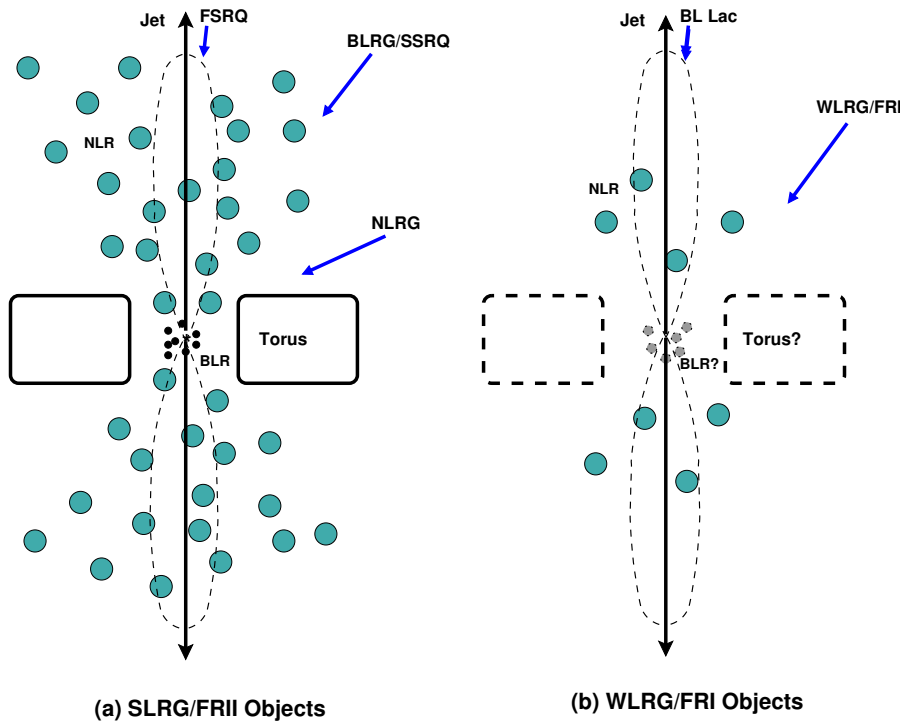 Jet
FSRQ
BLRG/SSRQ
NLR
NLRG
Torus
BLR
(a) SLRG/FRII Objects
Jet
BL Lac
WLRG/FRI
NLR
Torus?
BLR?
(b) WLRG/FRI Objects